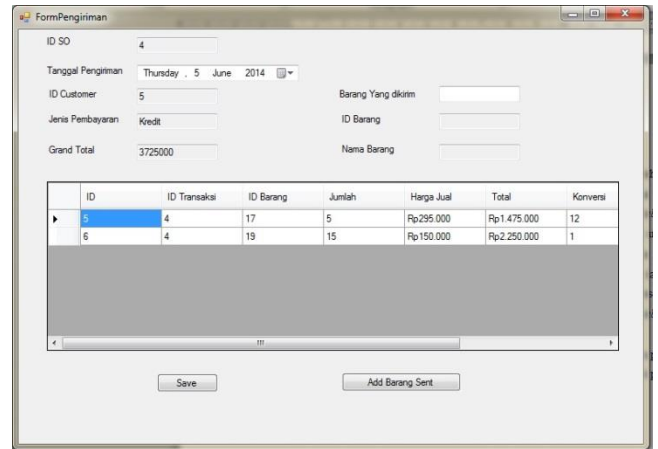 FormPengiriman
ID SO 4
Tanggal Pengiriman Thursday , 5 June 2014
ID Customer 5 Barang Yang dikirim
Jenis Pembayaran Kredit ID Barang
Grand Total 3725000 Nama Barang
ID ID Transaksi ID Barang Jumlah Harga Jual Total Konversi
5 4 17 5 Rp295.000 Rp1.475.000 12
6 4 19 15 Rp150.000 Rp2.250.000 1
Save Add Barang Sent